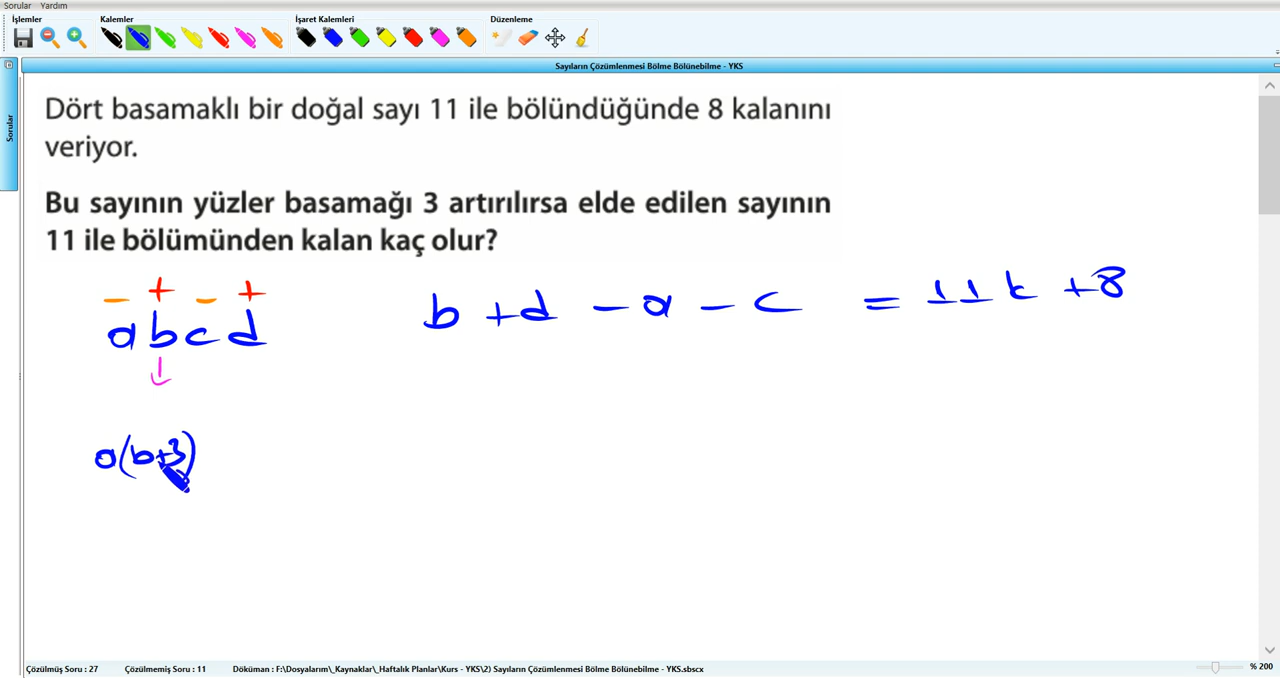 Sorular Yardım
İşlemler Kalemler İşaret Kalemleri Düzenleme
Sayıların Çözümlenmesi Bölme Bölünebilme - YKS
Sorular
Dört basamaklı bir doğal sayı 11 ile bölündüğünde 8 kalanını
veriyor.
Bu sayının yüzler basamağı 3 artırılırsa elde edilen sayının
11 ile bölümünden kalan kaç olur?
- + - +
abcd b + d - a - c = 11k + 8
a(b+3)
Çözülmüş Soru : 27 Çözülmemiş Soru : 11 Döküman : F:\Dosyalarım\_Kaynaklar\_Haftalık Planlar\Kurs - YKS\2) Sayıların Çözümlenmesi Bölme Bölünebilme - YKS.sbscx % 200